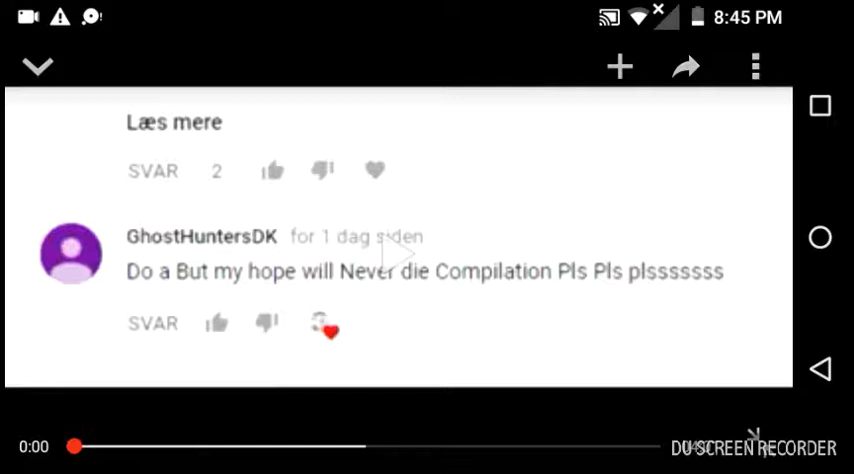 8:45 PM
Læs mere
SVAR 2
GhostHuntersDK for 1 dag siden
Do a But my hope will Never die Compilation Pls Pls plsssssss
SVAR
0:00
DU SCREEN RECORDER